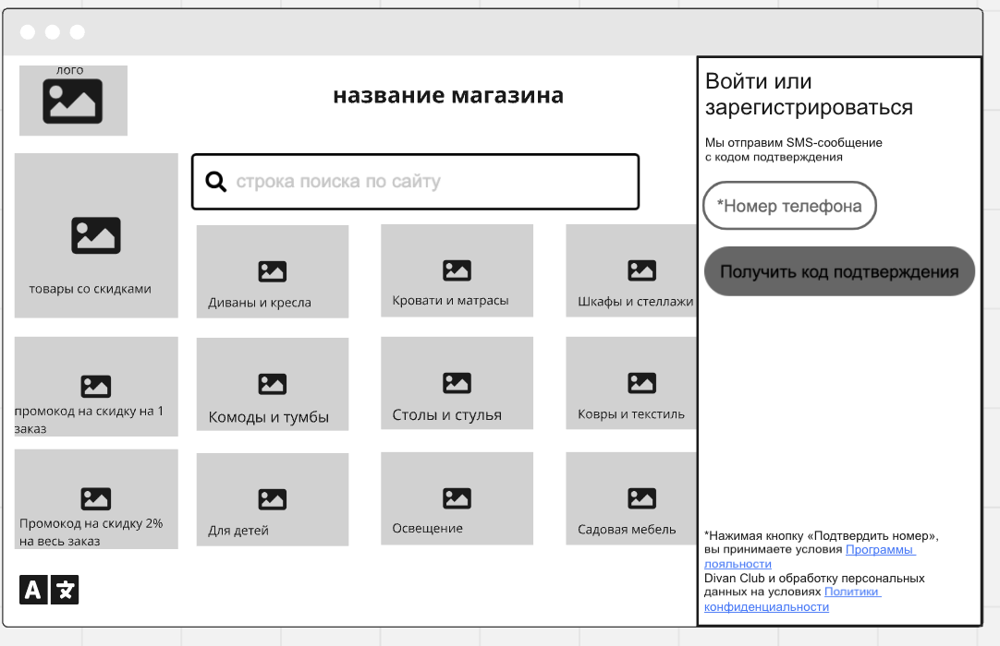 лого
название магазина
строка поиска по сайту
товары со скидками
Диваны и кресла
Кровати и матрасы
Шкафы и стеллажи
промокод на скидку на 1
заказ
Комоды и тумбы
Столы и стулья
Ковры и текстиль
Промокод на скидку 2%
на весь заказ
Для детей
Освещение
Садовая мебель
A 文
Войти или
зарегистрироваться
Мы отправим SMS-сообщение
с кодом подтверждения
*Номер телефона
Получить код подтверждения
*Нажимая кнопку «Подтвердить номер»,
вы принимаете условия Программы
лояльности
Divan Club и обработку персональных
данных на условиях Политики
конфиденциальности